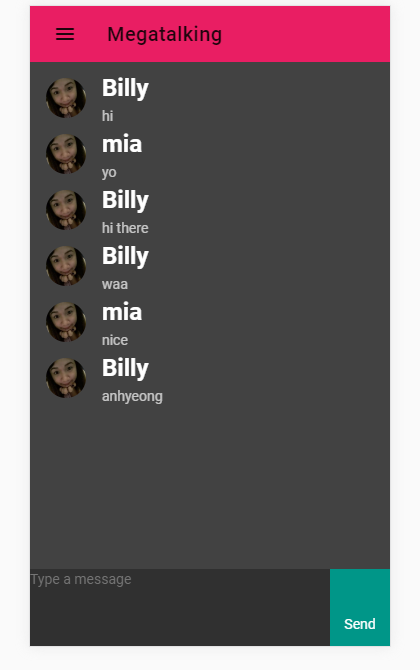 Megatalking
Billy
hi
mia
yo
Billy
hi there
Billy
waa
mia
nice
Billy
anhyeong
Type a message
Send